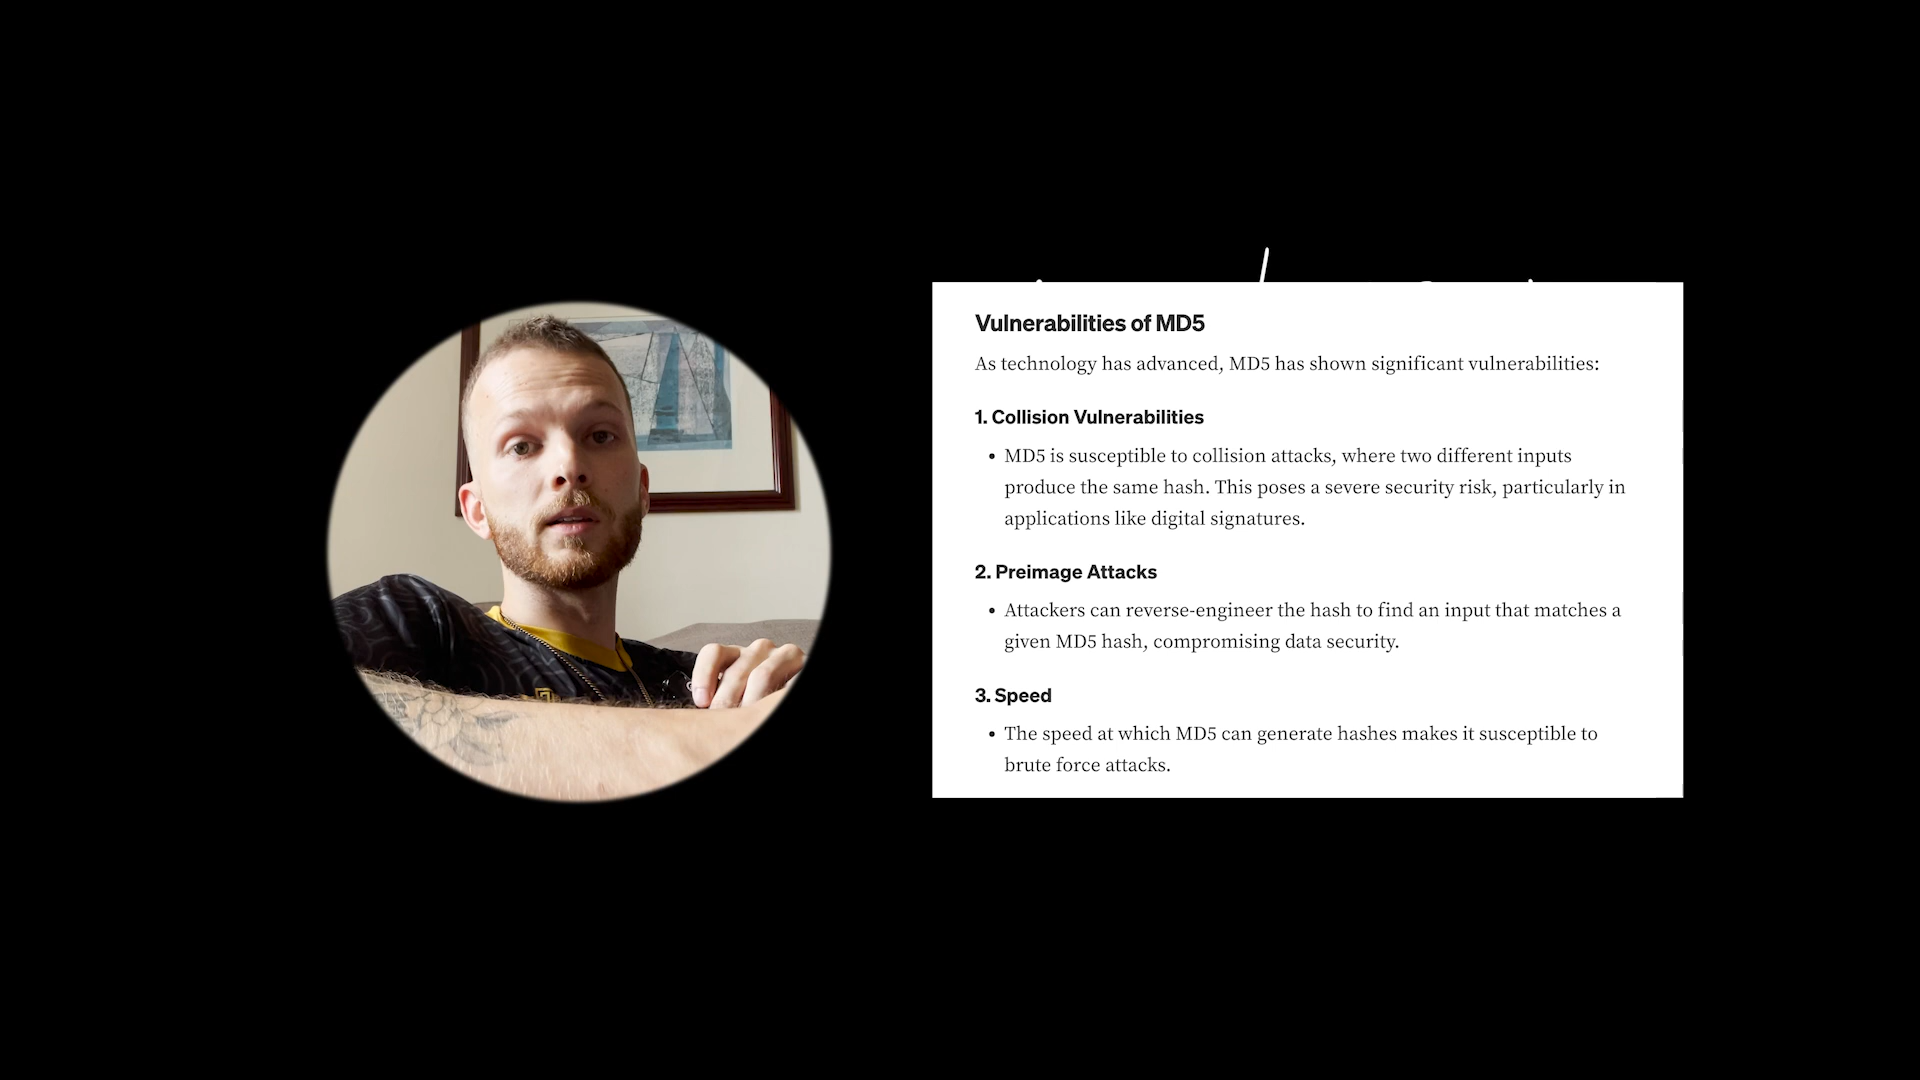 Vulnerabilities of MD5
As technology has advanced, MD5 has shown significant vulnerabilities:
1. Collision Vulnerabilities
• MD5 is susceptible to collision attacks, where two different inputs
produce the same hash. This poses a severe security risk, particularly in
applications like digital signatures.
2. Preimage Attacks
• Attackers can reverse-engineer the hash to find an input that matches a
given MD5 hash, compromising data security.
3. Speed
• The speed at which MD5 can generate hashes makes it susceptible to
brute force attacks.